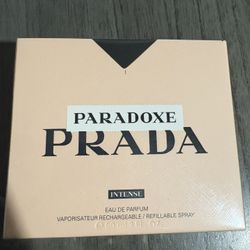 PARADOXE
PRADA
INTENSE
EAU DE PARFUM
VAPORISATEUR RECHARGEABLE / REFILLABLE SPRAY